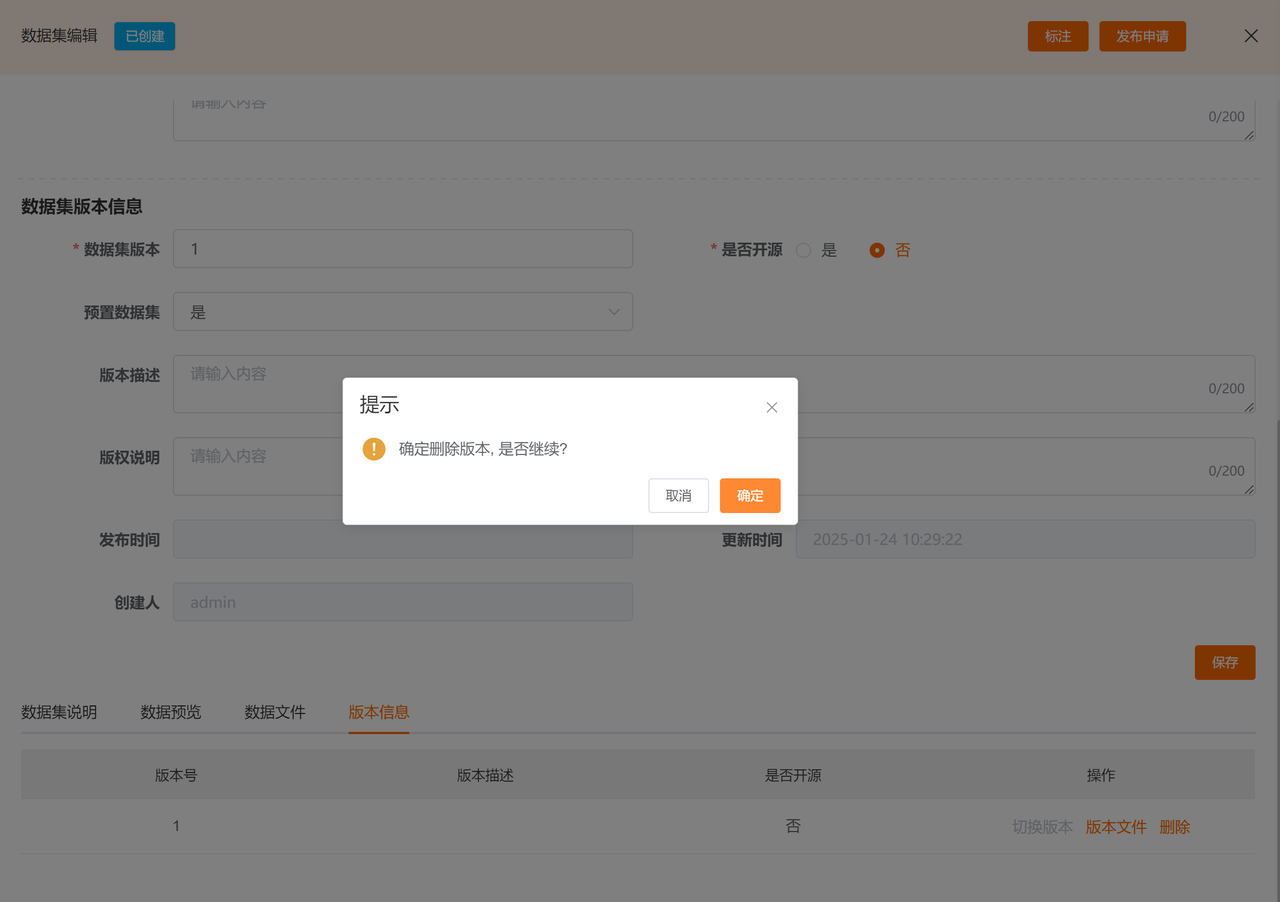 数据集编辑 已创建 标注 发布申请
请输入内容
0/200
数据集版本信息
* 数据集版本 1 * 是否开源 是 否
预置数据集 是
版本描述 请输入内容
0/200
提示
确定删除版本, 是否继续?
取消 确定
版权说明 请输入内容
0/200
发布时间 更新时间 2025-01-24 10:29:22
创建人 admin
保存
数据集说明 数据预览 数据文件 版本信息
版本号 版本描述 是否开源 操作
1 否 切换版本 版本文件 删除